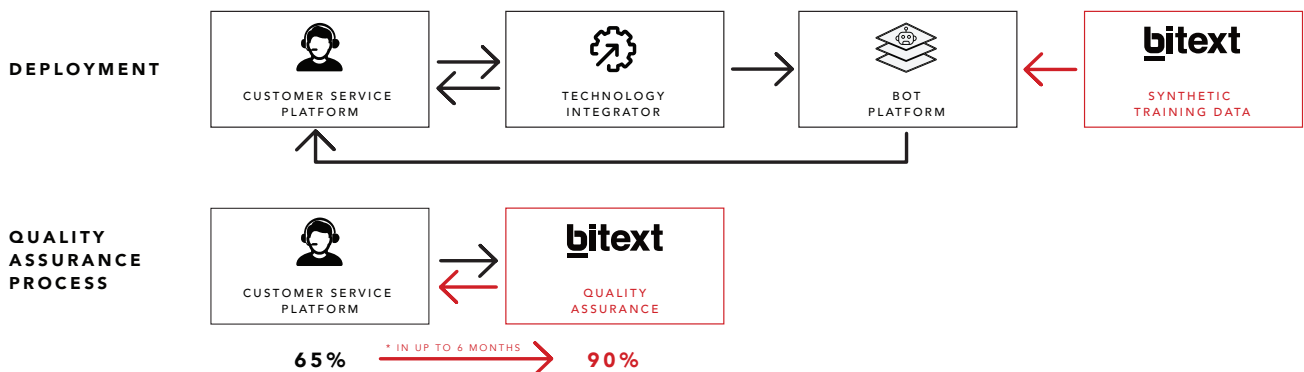 DEPLOYMENT
CUSTOMER SERVICE
PLATFORM
TECHNOLOGY
INTEGRATOR
BOT
PLATFORM
bitext
SYNTHETIC
TRAINING DATA
QUALITY
ASSURANCE
PROCESS
CUSTOMER SERVICE
PLATFORM
bitext
QUALITY
ASSURANCE
65%
* IN UP TO 6 MONTHS
90%